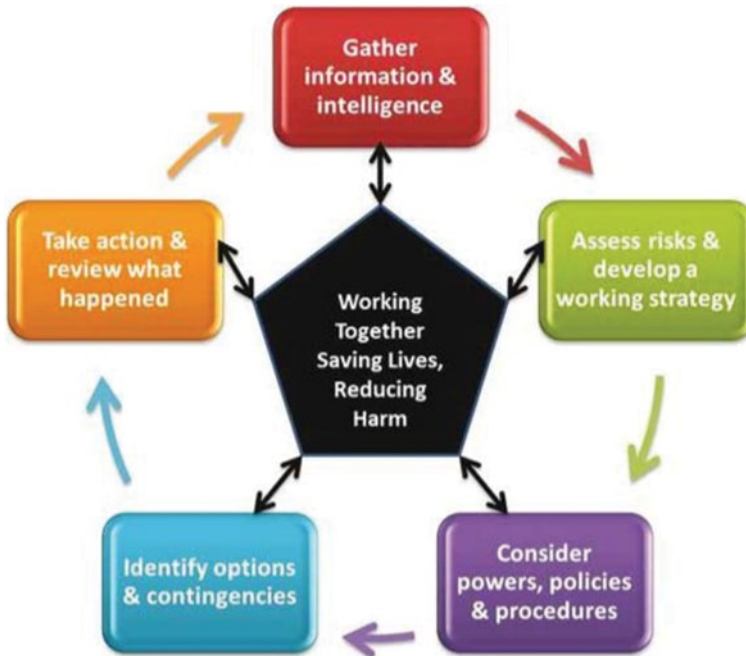 Gather
information &
intelligence
Assess risks &
develop a
working strategy
Consider
powers, policies
& procedures
Identify options
& contingencies
Take action &
review what
happened
Working
Together
Saving Lives,
Reducing
Harm